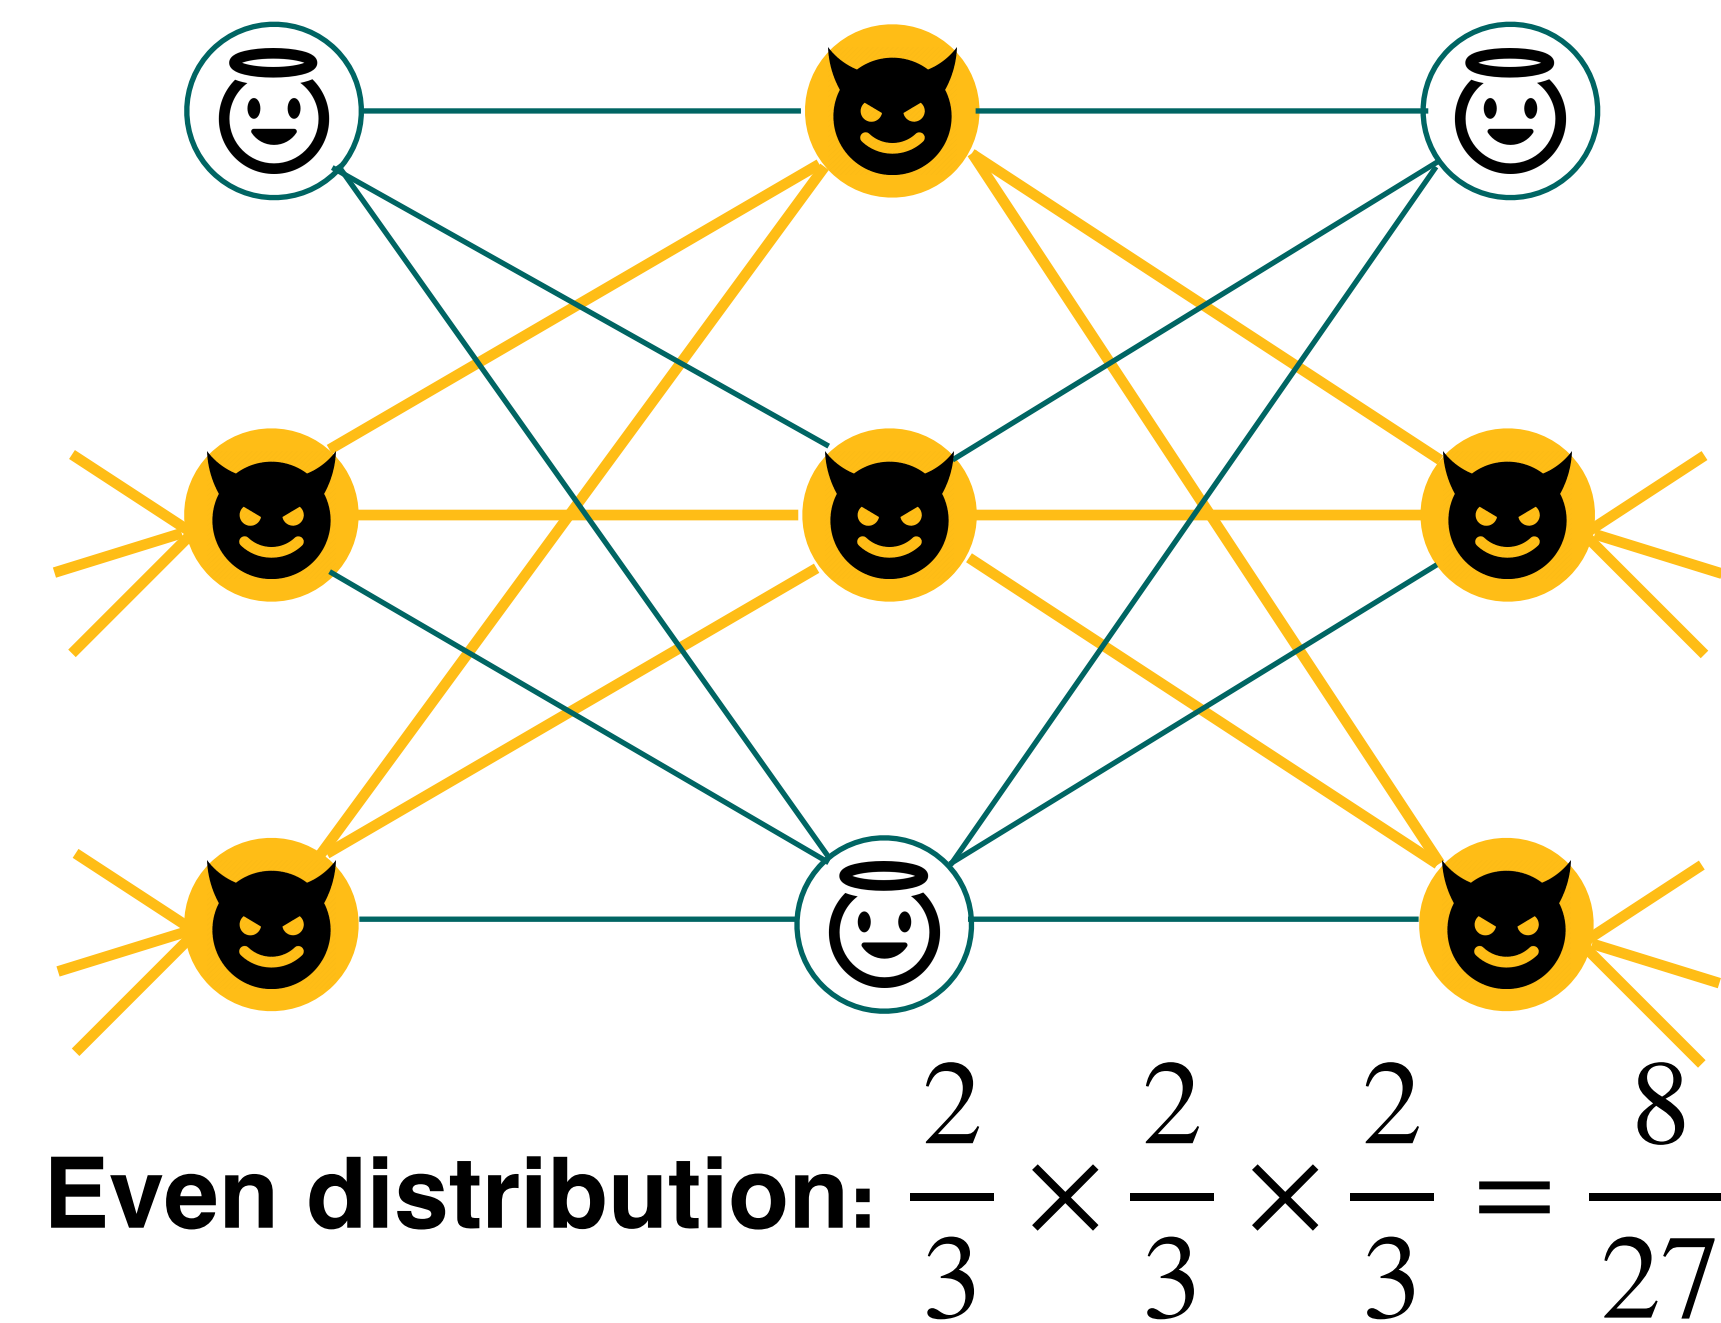 Even distribution: 2/3 × 2/3 × 2/3 = 8/27